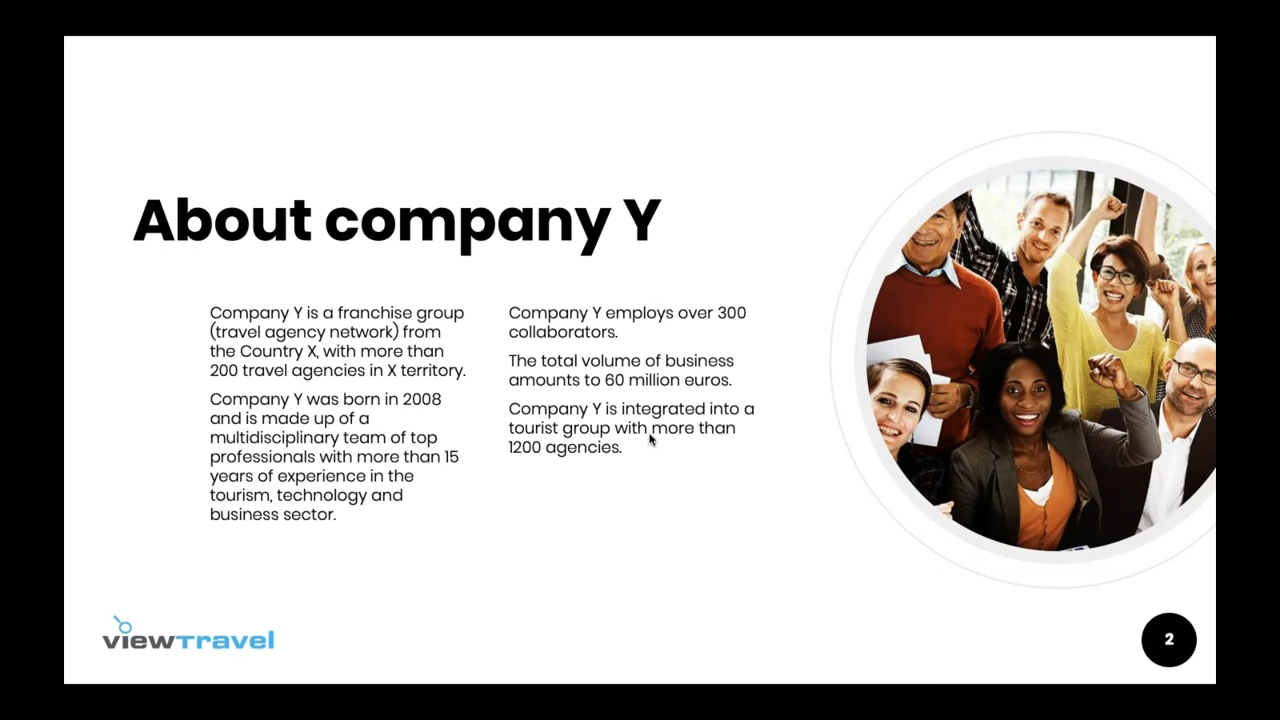 About company Y
Company Y is a franchise group
(travel agency network) from
the Country X, with more than
200 travel agencies in X territory.
Company Y was born in 2008
and is made up of a
multidisciplinary team of top
professionals with more than 15
years of experience in the
tourism, technology and
business sector.
Company Y employs over 300
collaborators.
The total volume of business
amounts to 60 million euros.
Company Y is integrated into a
tourist group with more than
1200 agencies.
viewTravel
2